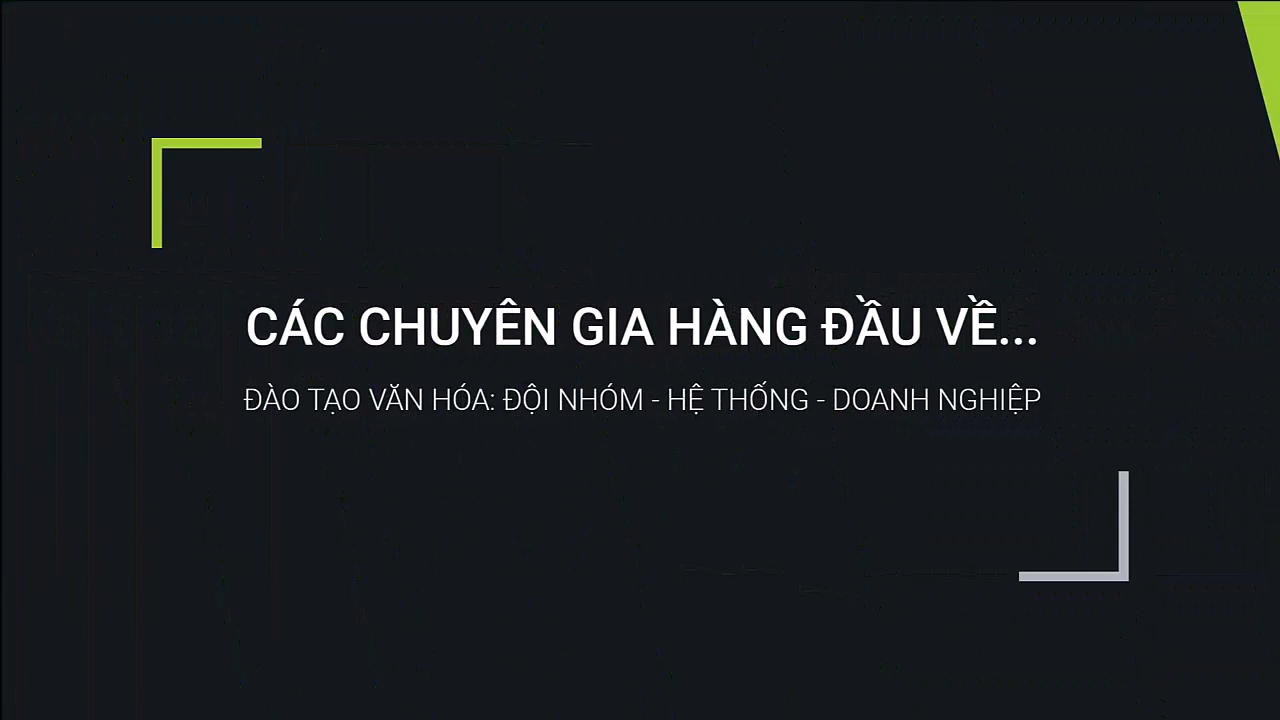 CÁC CHUYÊN GIA HÀNG ĐẦU VỀ...
ĐÀO TẠO VĂN HÓA: ĐỘI NHÓM - HỆ THỐNG - DOANH NGHIỆP